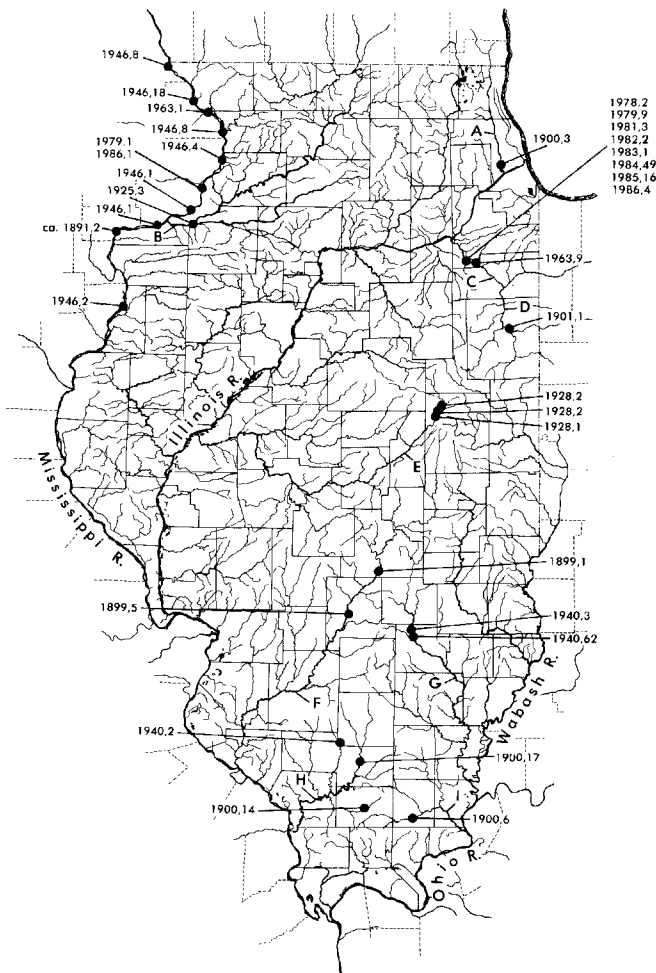 1946,8
1946,18
1963,1
1946,8
1946,4
1979,1
1986,1
1946,1
1925,3
1946,1
ca. 1891,2
B
1946,2
A
1900,3
1978.2
1979,9
1981,3
1982,2
1983,1
1984,49
1985,16
1986,4
C
1963,9
D
1901,1
Illinois R.
1928,2
1928,2
1928,1
E
Mississippi R.
1899,1
1899,5
1940,3
1940,62
Wabash R.
G
F
1940,2
1900,17
H
I
1900,14
1900,6
Ohio R.